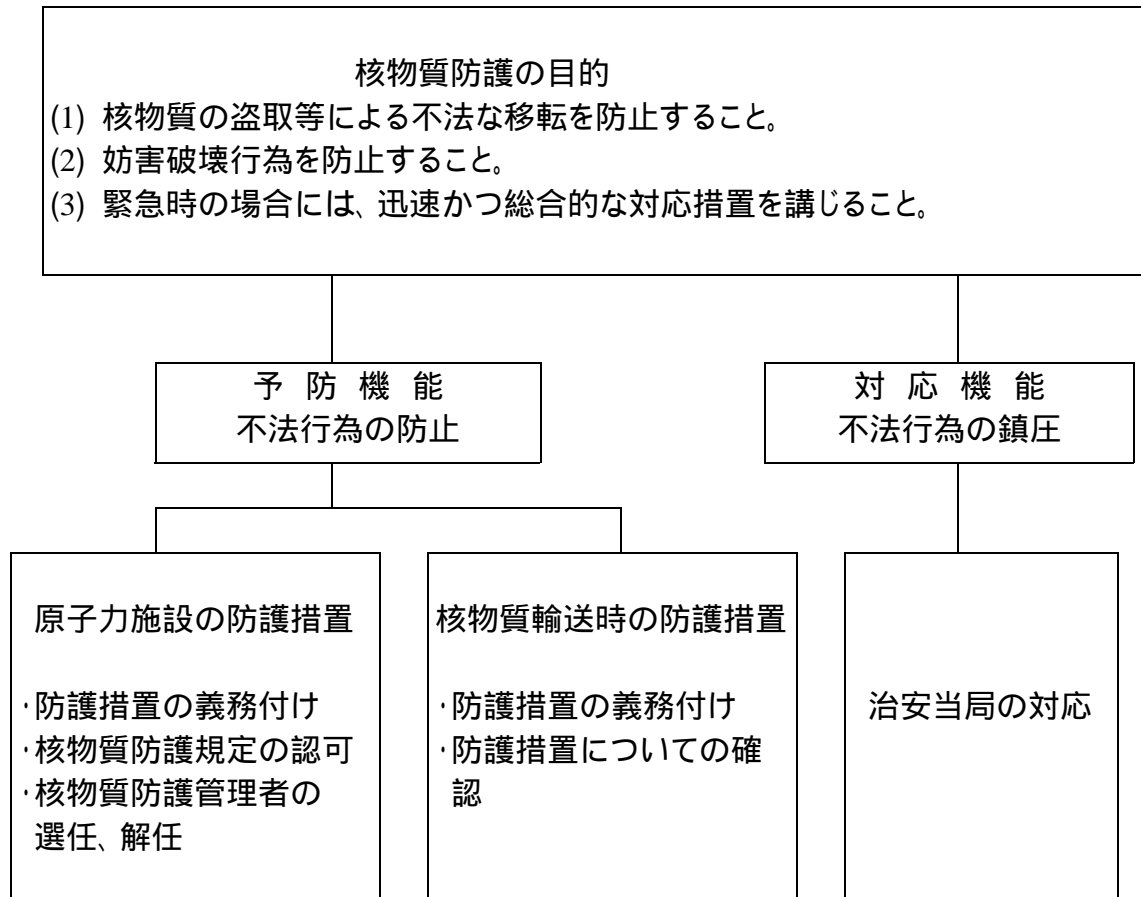 核物質防護の目的
(1) 核物質の盗取等による不法な移転を防止すること。
(2) 妨害破壊行為を防止すること。
(3) 緊急時の場合には、迅速かつ総合的な対応措置を講じること。
予 防 機 能
不法行為の防止
対 応 機 能
不法行為の鎮圧
原子力施設の防護措置
・防護措置の義務付け
・核物質防護規定の認可
・核物質防護管理者の
選任、解任
核物質輸送時の防護措置
・防護措置の義務付け
・防護措置についての確
認
治安当局の対応